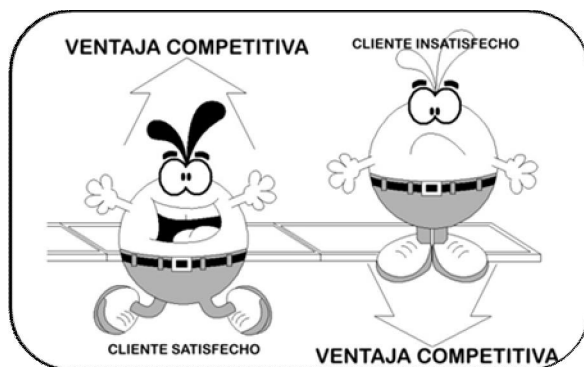 VENTAJA COMPETITIVA
CLIENTE SATISFECHO
CLIENTE INSATISFECHO
VENTAJA COMPETITIVA